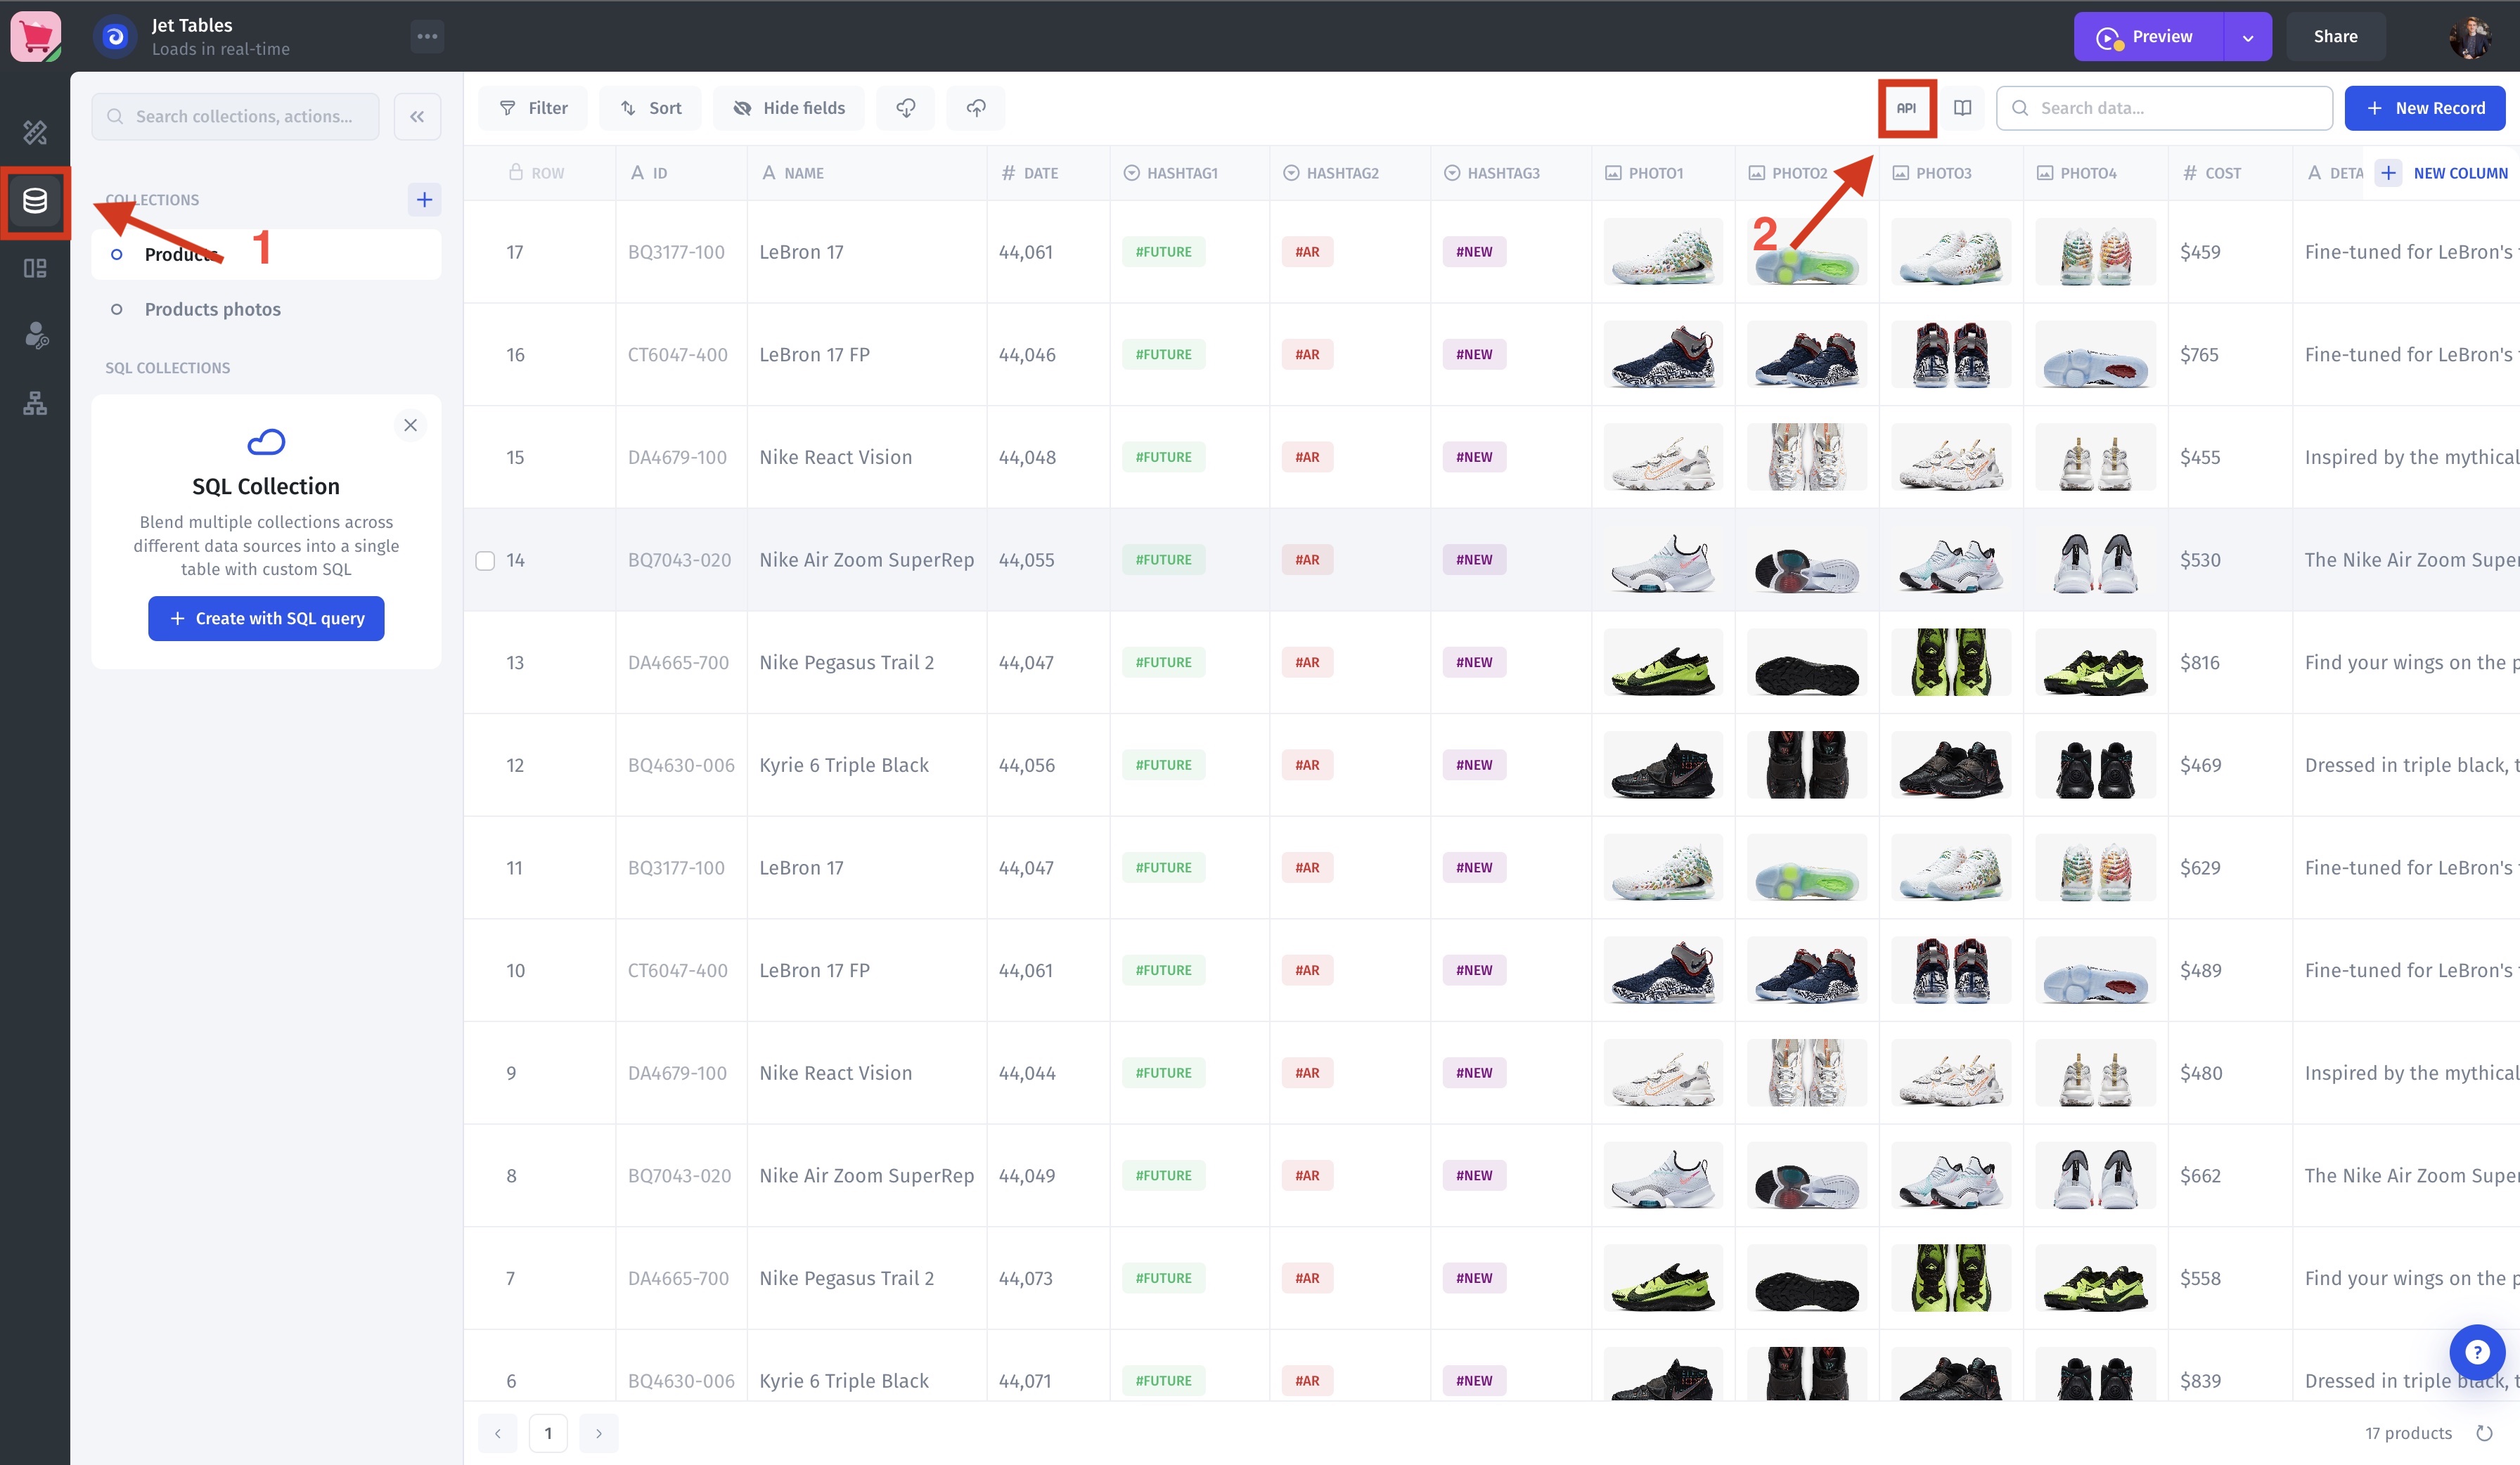 Jet Tables
Loads in real-time
Preview
Share
Search collections, actions...
Filter
Sort
Hide fields
API
Search data...
New Record
COLLECTIONS
1
Products
Products photos
SQL COLLECTIONS
SQL Collection
Blend multiple collections across
different data sources into a single
table with custom SQL
Create with SQL query
ROW A ID A NAME # DATE HASHTAG1 HASHTAG2 HASHTAG3 PHOTO1 PHOTO2 PHOTO3 PHOTO4 # COST A DETA NEW COLUMN
2
17 BQ3177-100 LeBron 17 44,061 #FUTURE #AR #NEW $459 Fine-tuned for LeBron's
16 CT6047-400 LeBron 17 FP 44,046 #FUTURE #AR #NEW $765 Fine-tuned for LeBron's
15 DA4679-100 Nike React Vision 44,048 #FUTURE #AR #NEW $455 Inspired by the mythical
14 BQ7043-020 Nike Air Zoom SuperRep 44,055 #FUTURE #AR #NEW $530 The Nike Air Zoom Super
13 DA4665-700 Nike Pegasus Trail 2 44,047 #FUTURE #AR #NEW $816 Find your wings on the p
12 BQ4630-006 Kyrie 6 Triple Black 44,056 #FUTURE #AR #NEW $469 Dressed in triple black, t
11 BQ3177-100 LeBron 17 44,047 #FUTURE #AR #NEW $629 Fine-tuned for LeBron's
10 CT6047-400 LeBron 17 FP 44,061 #FUTURE #AR #NEW $489 Fine-tuned for LeBron's
9 DA4679-100 Nike React Vision 44,044 #FUTURE #AR #NEW $480 Inspired by the mythical
8 BQ7043-020 Nike Air Zoom SuperRep 44,049 #FUTURE #AR #NEW $662 The Nike Air Zoom Super
7 DA4665-700 Nike Pegasus Trail 2 44,073 #FUTURE #AR #NEW $558 Find your wings on the p
6 BQ4630-006 Kyrie 6 Triple Black 44,071 #FUTURE #AR #NEW $839 Dressed in triple black, t
?
1
17 products